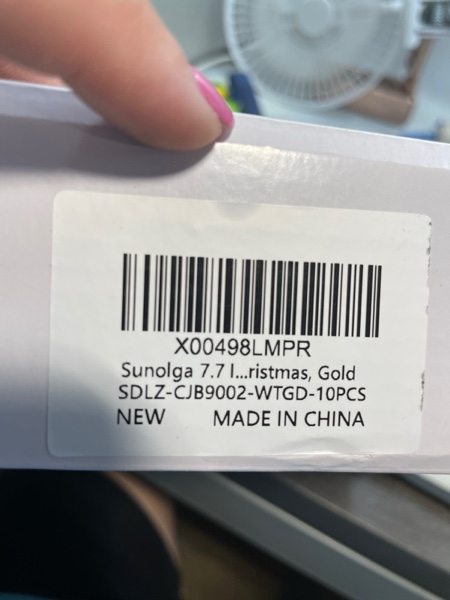 X00498LMPR
Sunolga 7.7 l...ristmas, Gold
SDLZ-CJB9002-WTGD-10PCS
NEW MADE IN CHINA